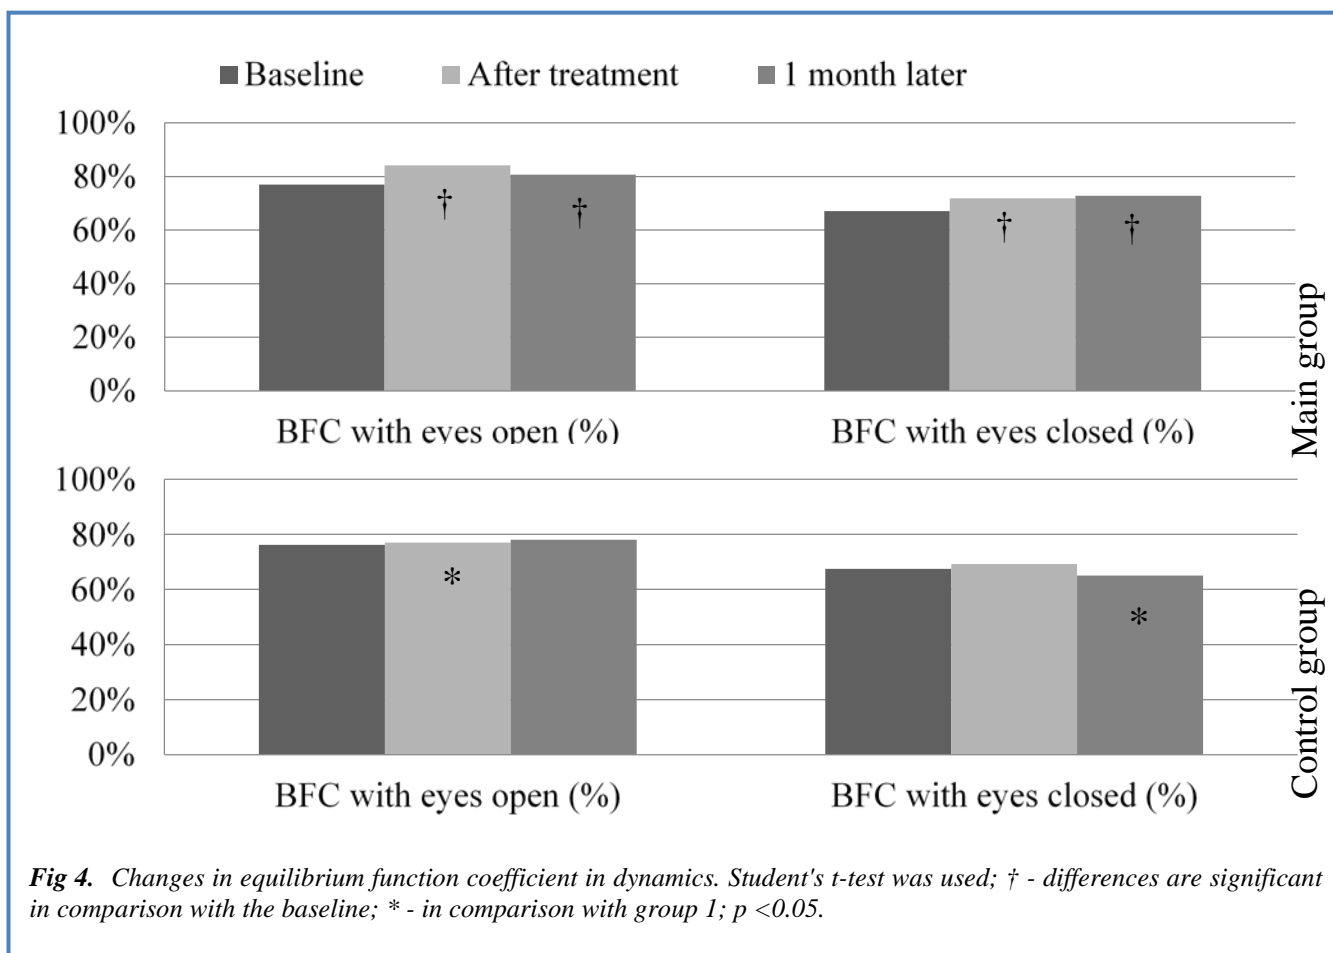 Baseline After treatment 1 month later
100%
80%
60%
40%
20%
0%
† † † †
BFC with eyes open (%) BFC with eyes closed (%)
Main group
100%
80%
60%
40%
20%
0%
* *
BFC with eyes open (%) BFC with eyes closed (%)
Control group
Fig 4. Changes in equilibrium function coefficient in dynamics. Student's t-test was used; † - differences are significant
in comparison with the baseline; * - in comparison with group 1; p <0.05.